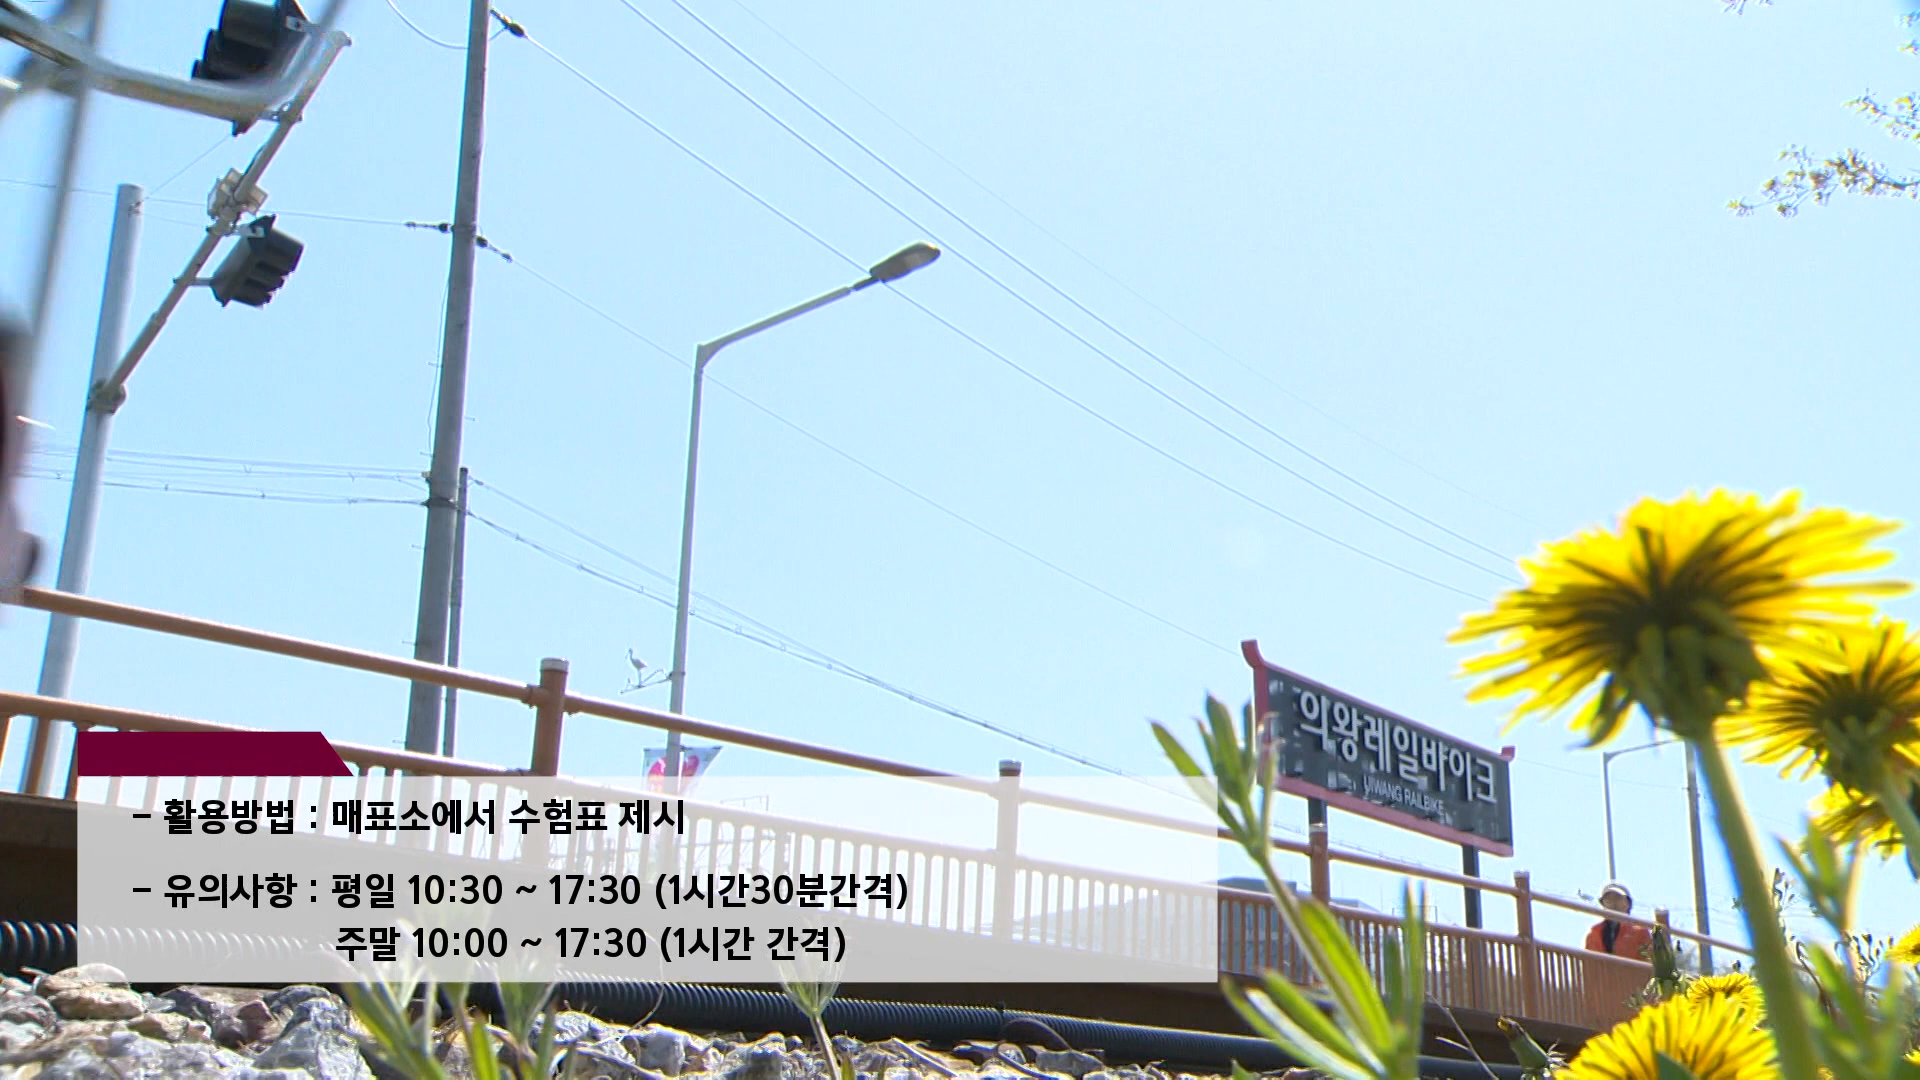 의왕레일바이크
UIWANG RAILBIKE
- 활용방법 : 매표소에서 수험표 제시
- 유의사항 : 평일 10:30 ~ 17:30 (1시간30분간격)
주말 10:00 ~ 17:30 (1시간 간격)